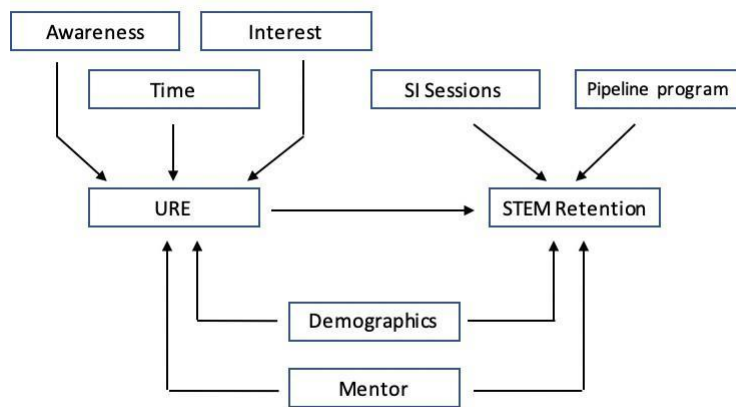 Awareness
Interest
Time
SI Sessions
Pipeline program
URE
STEM Retention
Demographics
Mentor